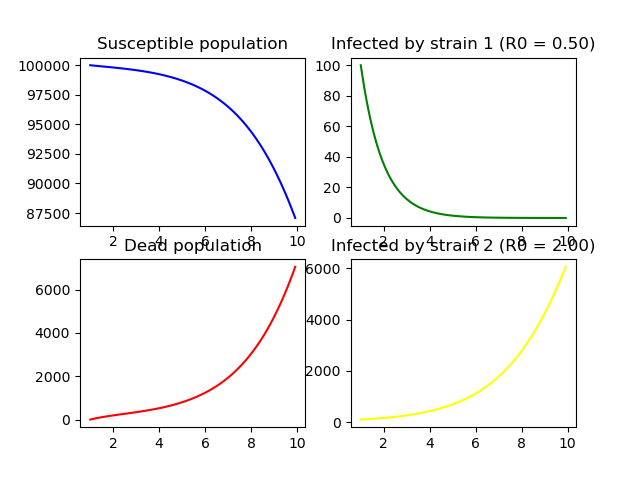 Susceptible population
100000
97500
95000
92500
90000
87500
2 4 6 8 10
Infected by strain 1 (R0 = 0.50)
100
80
60
40
20
0
2 4 6 8 10
Dead population
6000
4000
2000
0
2 4 6 8 10
Infected by strain 2 (R0 = 2.00)
6000
4000
2000
0
2 4 6 8 10